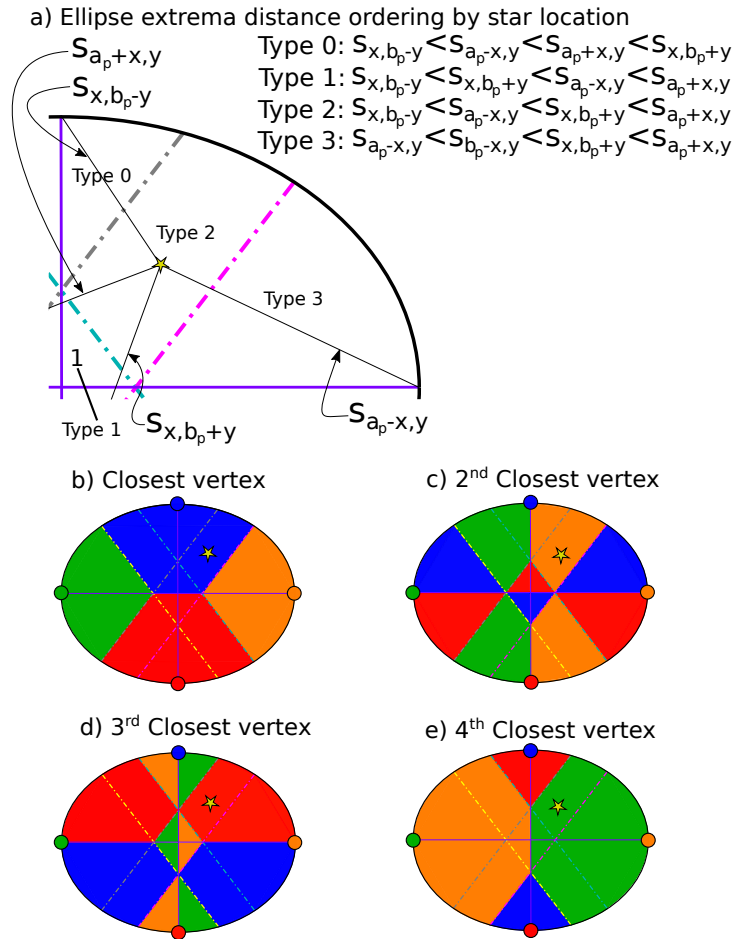 a) Ellipse extrema distance ordering by star location
Type 0: s_{x,b_p-y}<s_{a_p-x,y}<s_{a_p+x,y}<s_{x,b_p+y}
Type 1: s_{x,b_p-y}<s_{x,b_p+y}<s_{a_p-x,y}<s_{a_p+x,y}
Type 2: s_{x,b_p-y}<s_{a_p-x,y}<s_{x,b_p+y}<s_{a_p+x,y}
Type 3: s_{a_p-x,y}<s_{b_p-x,y}<s_{x,b_p+y}<s_{a_p+x,y}
s_{a_p+x,y}
s_{x,b_p-y}
Type 0
Type 2
Type 3
1
Type 1
s_{x,b_p+y}
s_{a_p-x,y}
b) Closest vertex
c) 2nd Closest vertex
d) 3rd Closest vertex
e) 4th Closest vertex